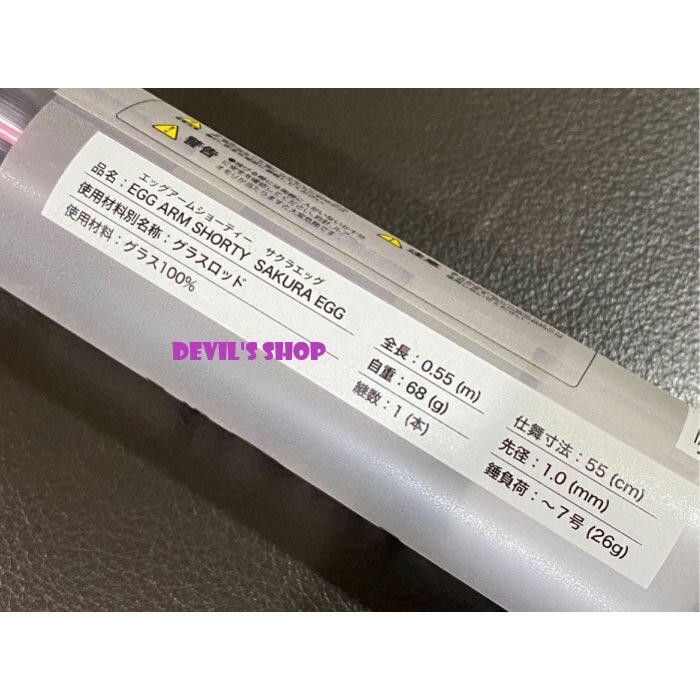 警告
注意
エッグアームショーティー サクラエッグ
品名：EGG ARM SHORTY SAKURA EGG
使用材料別名称：グラスロッド
使用材料：グラス100%
全長：0.55 (m)
自重：68 (g)
継数：1 (本)
仕舞寸法：55 (cm)
先径：1.0 (mm)
錘負荷：～7号 (26g)
DEVIL'S SHOP